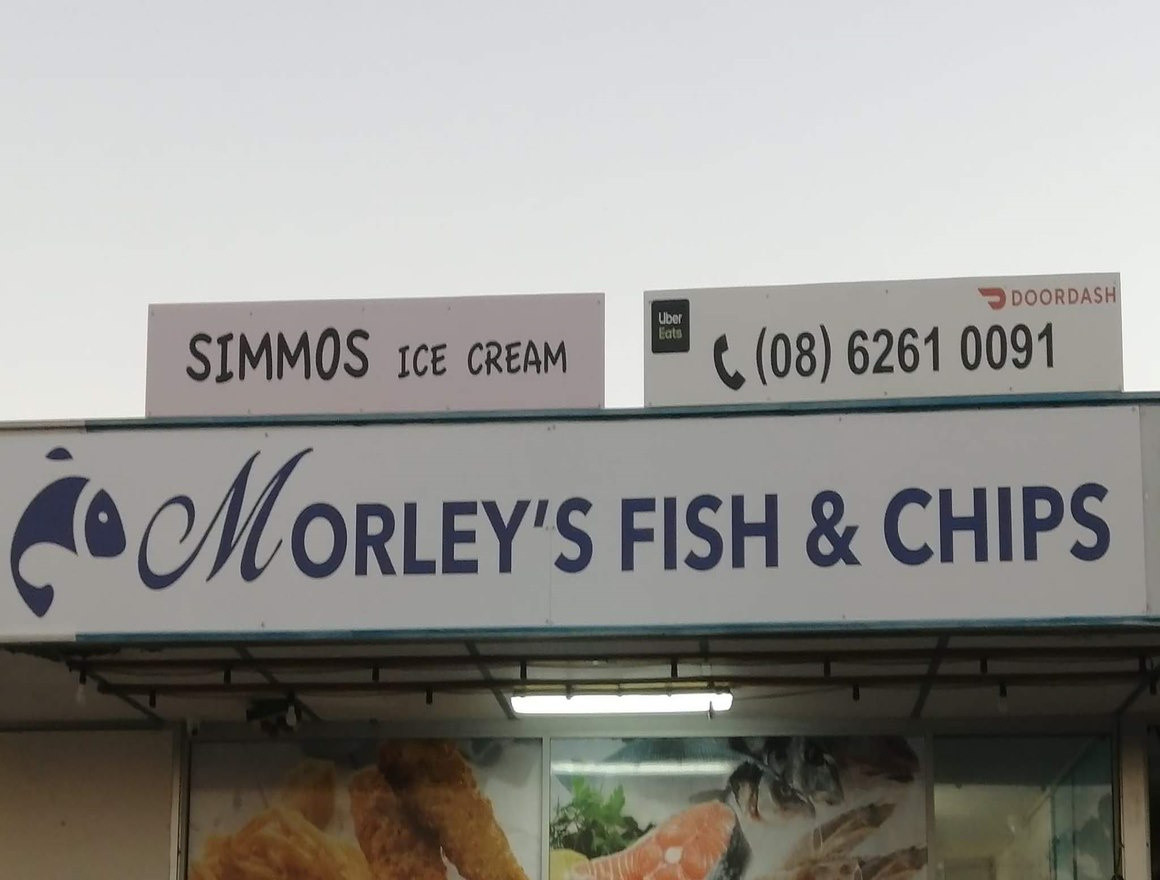 SIMMOS ICE CREAM
Uber
Eats
DOORDASH
(08) 6261 0091
MORLEY'S FISH & CHIPS